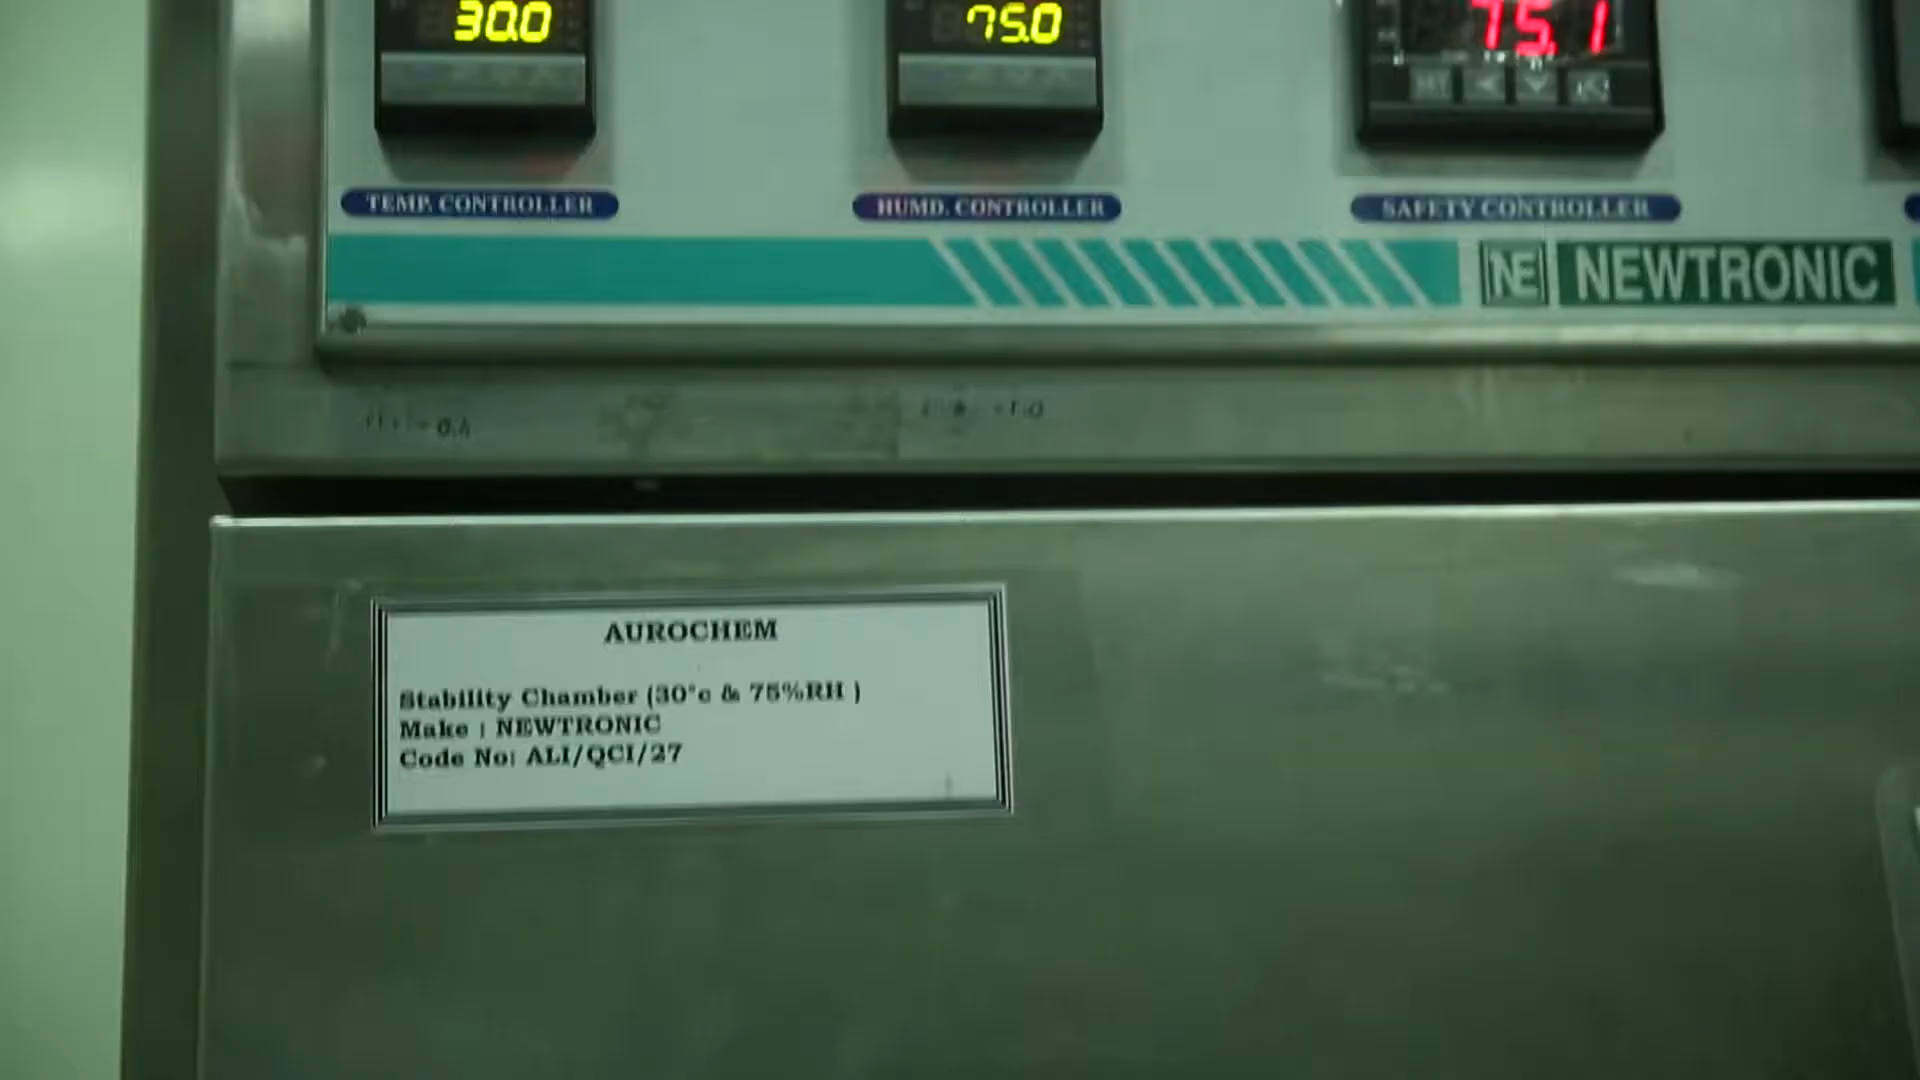 30.0
75.0
75.1
TEMP. CONTROLLER
HUMD. CONTROLLER
SAFETY CONTROLLER
NE NEWTRONIC
AUROCHEM
Stability Chamber (30°c & 75%RH )
Make : NEWTRONIC
Code No: ALI/QCI/27